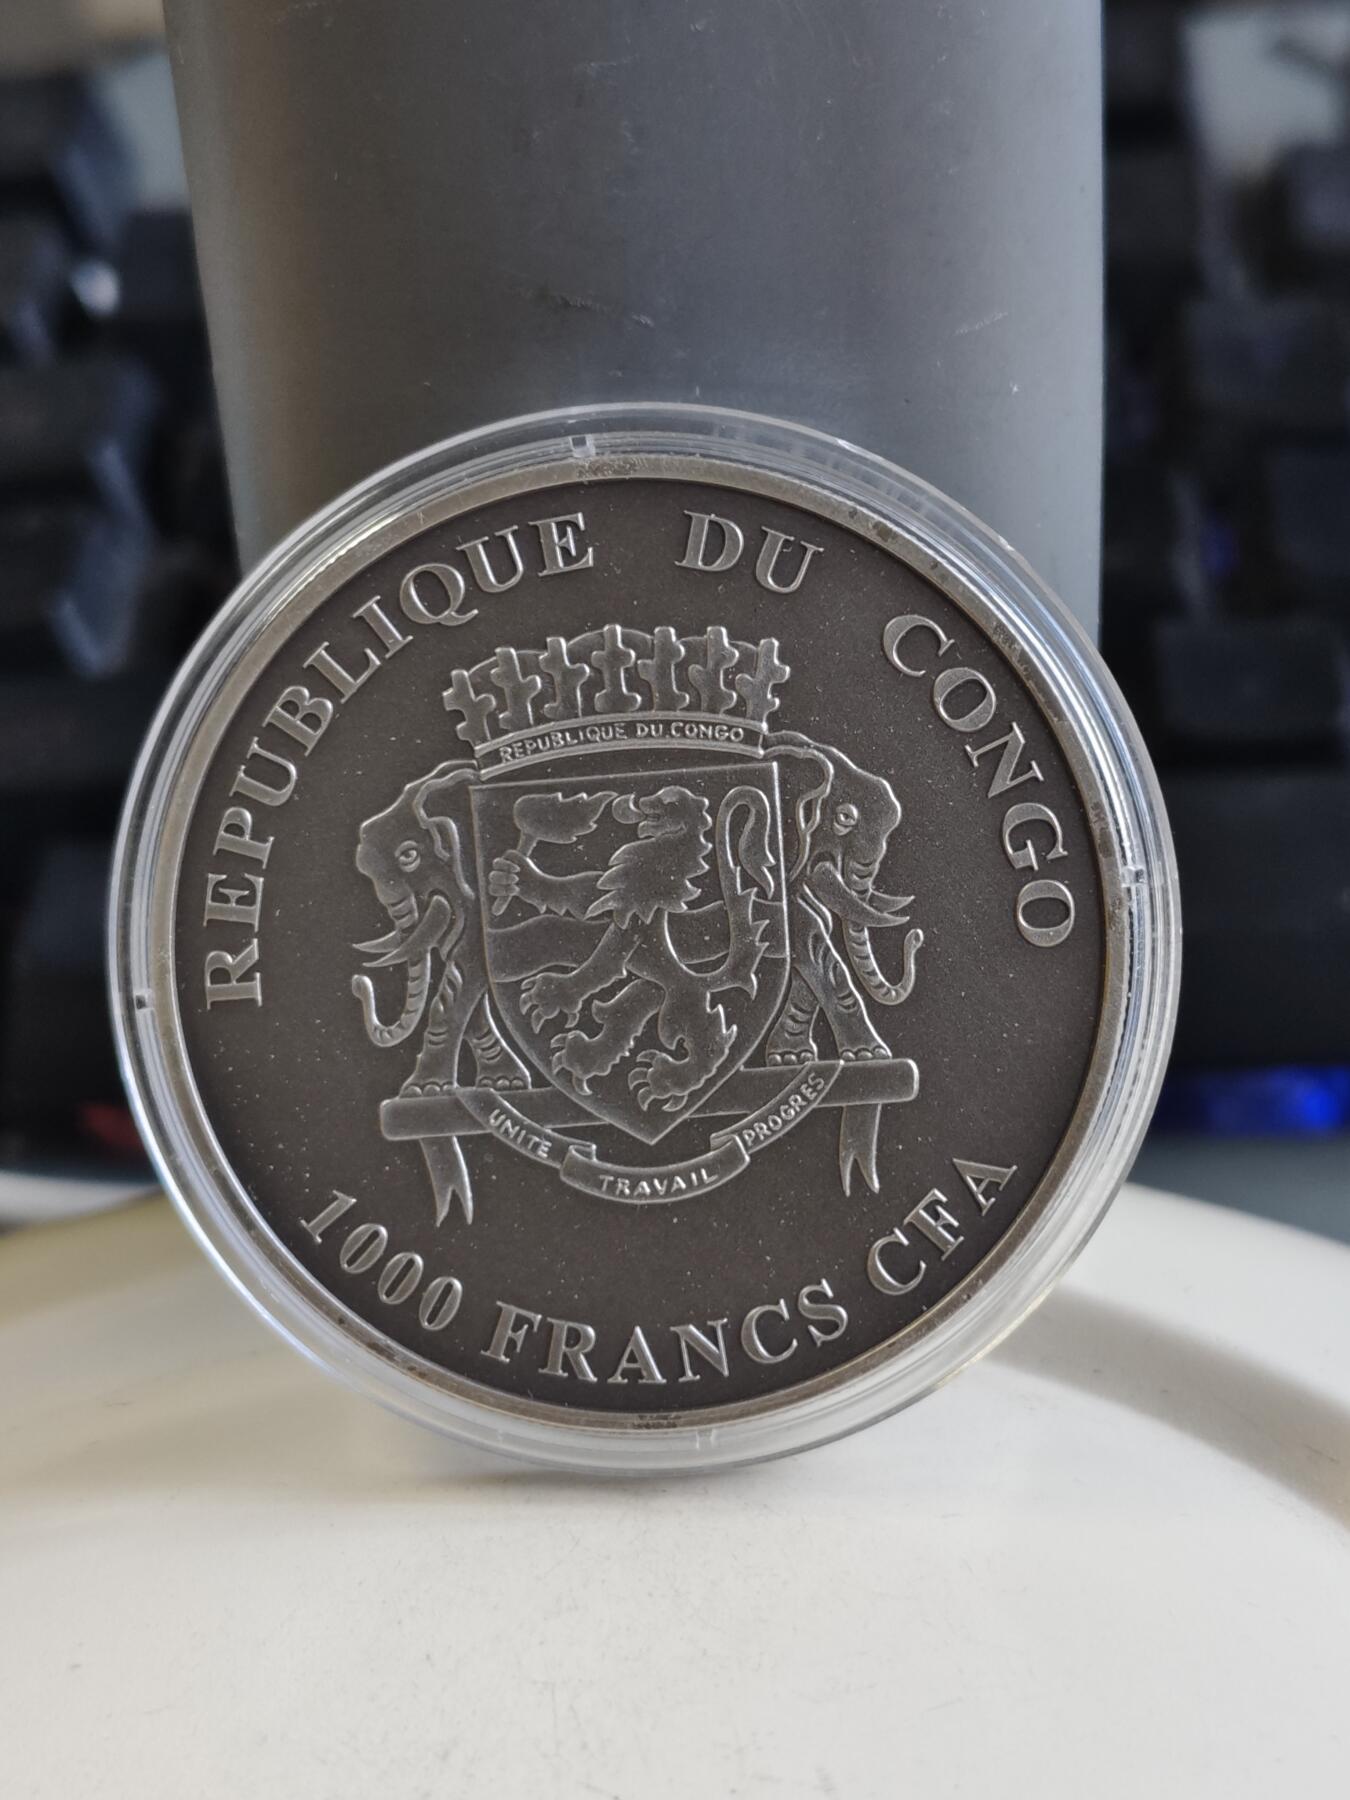 REPUBLIQUE DU CONGO
REPUBLIQUE DU CONGO
UNITE TRAVAIL PROGRES
1000 FRANCS CFA